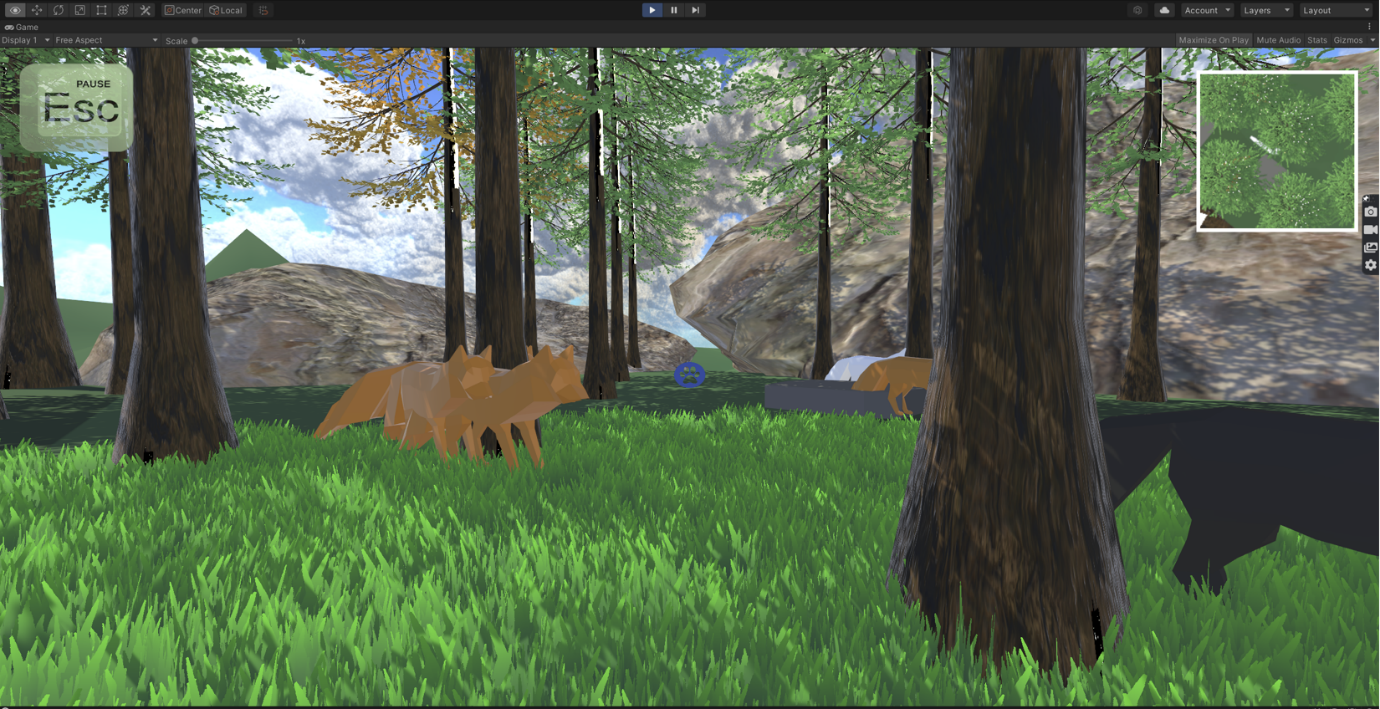 Center Local
Account Layers Layout
Game
Display 1 Free Aspect Scale 1x
Maximize On Play Mute Audio Stats Gizmos
PAUSE
Esc